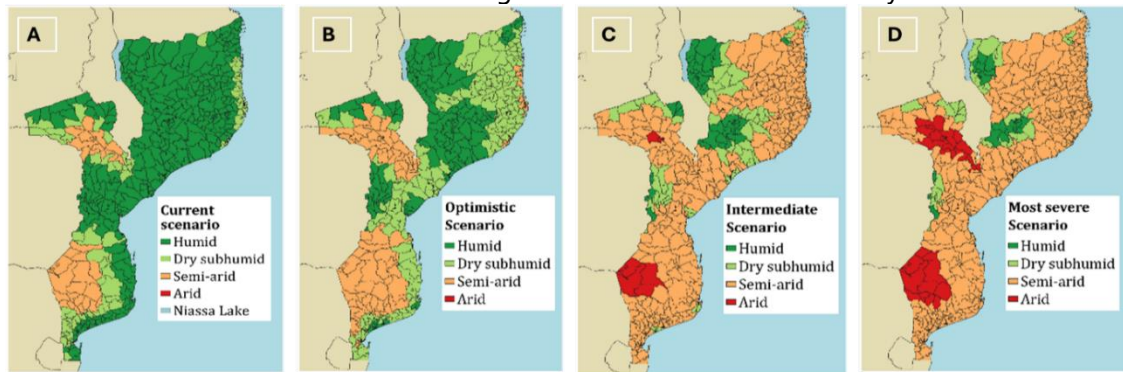 A
Current
scenario
Humid
Dry subhumid
Semi-arid
Arid
Niassa Lake
B
Optimistic
Scenario
Humid
Dry subhumid
Semi-arid
Arid
C
Intermediate
Scenario
Humid
Dry subhumid
Semi-arid
Arid
D
Most severe
Scenario
Humid
Dry subhumid
Semi-arid
Arid